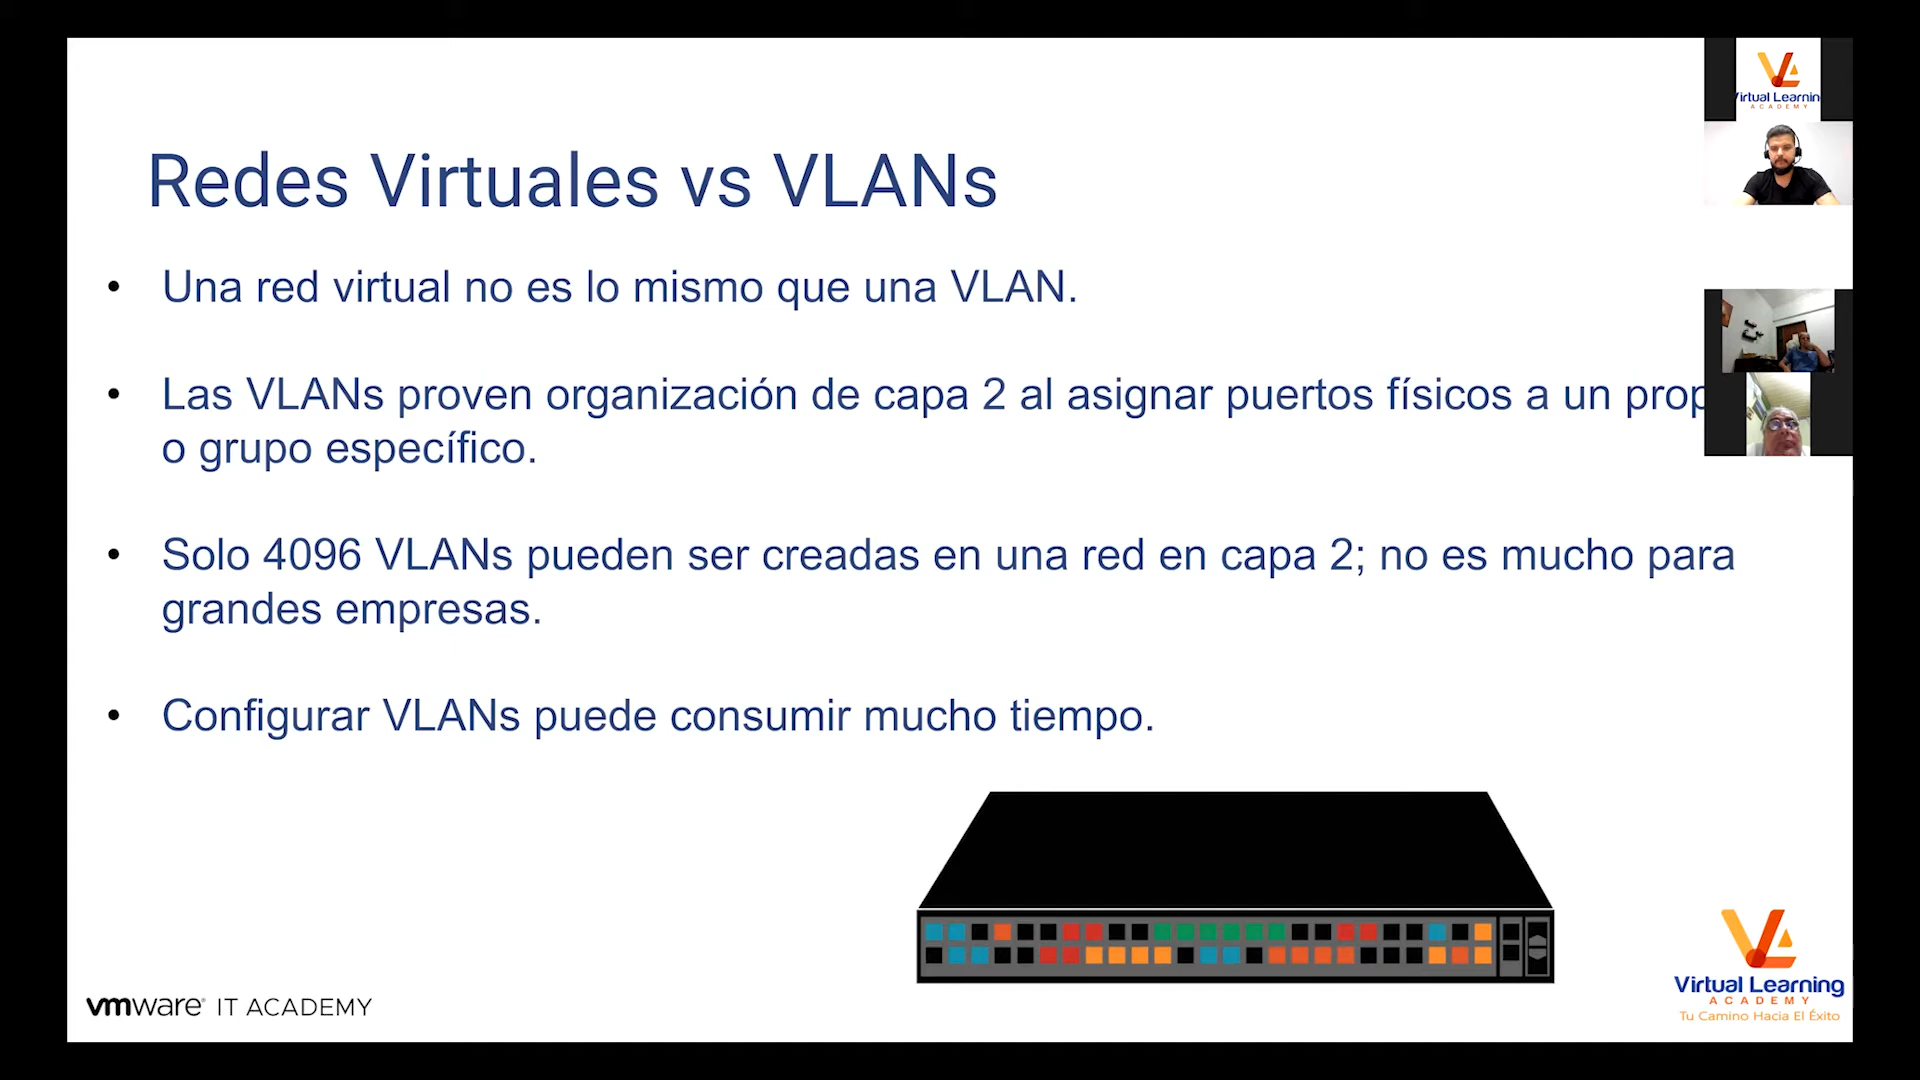 Redes Virtuales vs VLANs
• Una red virtual no es lo mismo que una VLAN.
• Las VLANs proven organización de capa 2 al asignar puertos físicos a un prop
o grupo específico.
• Solo 4096 VLANs pueden ser creadas en una red en capa 2; no es mucho para
grandes empresas.
• Configurar VLANs puede consumir mucho tiempo.
vmware® IT ACADEMY
Virtual Learning
ACADEMY
Tu Camino Hacia El Éxito
Virtual Learning
ACADEMY